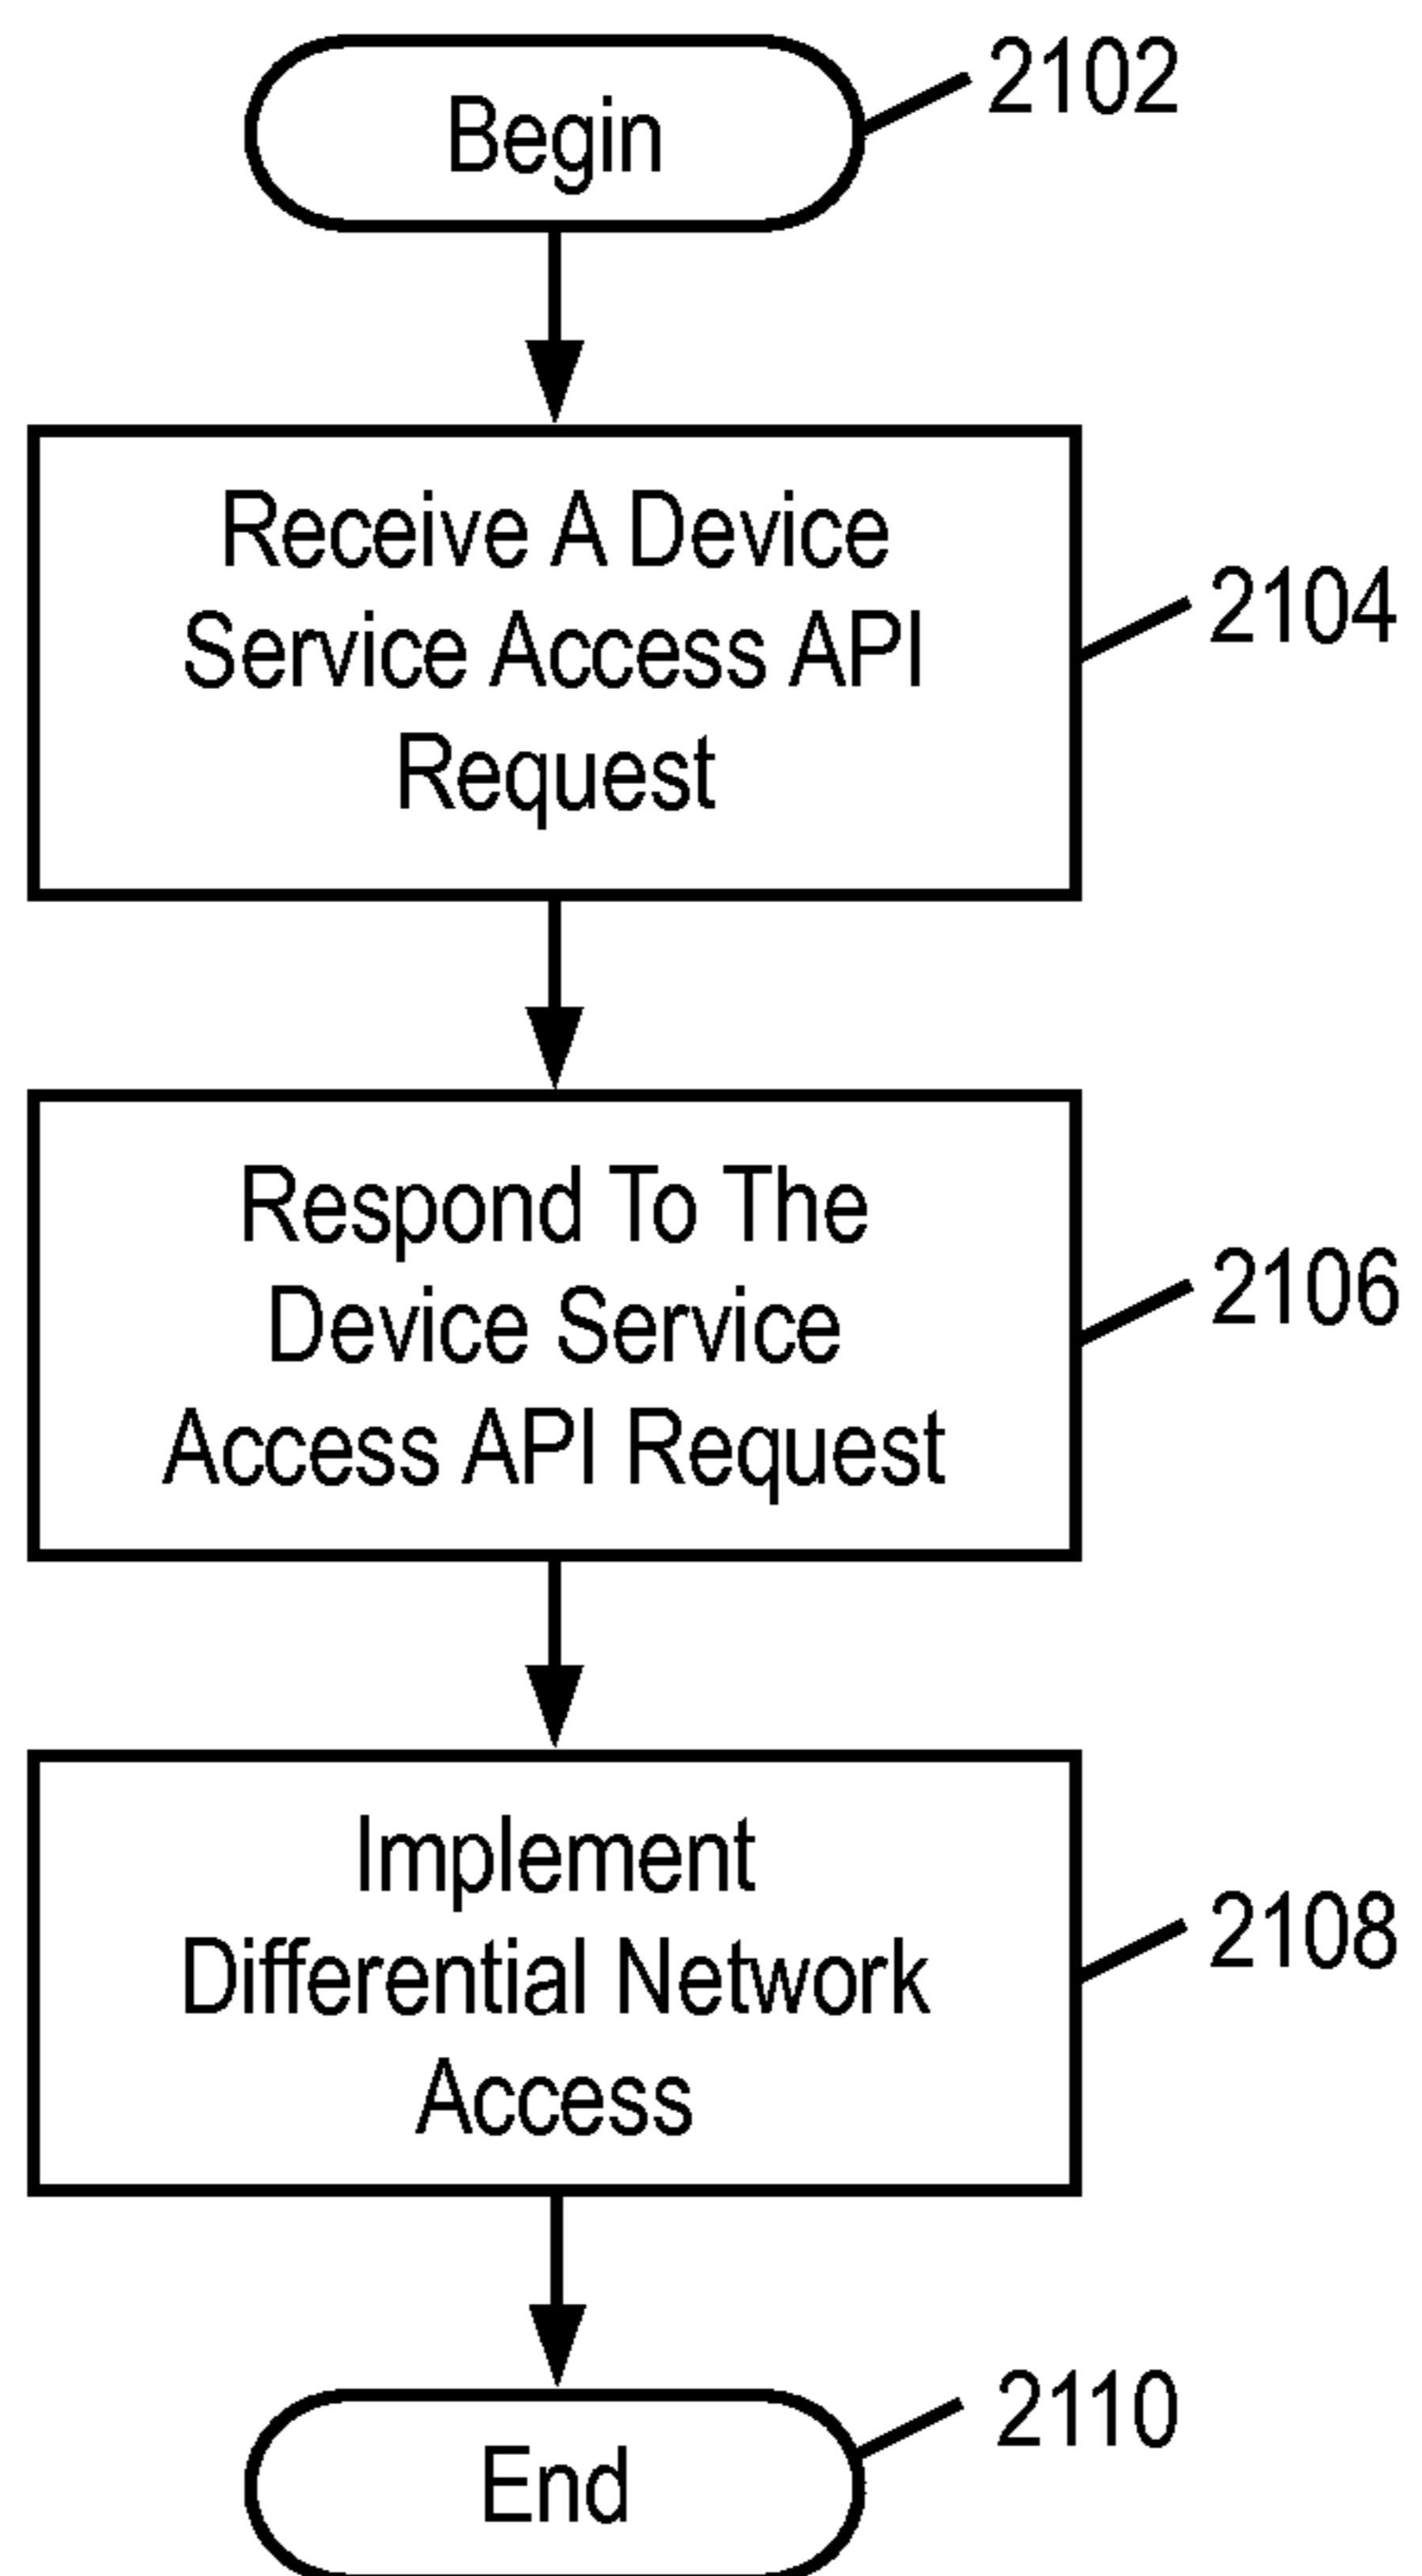 Begin
2102
Receive A Device
Service Access API
Request
2104
Respond To The
Device Service
Access API Request
2106
Implement
Differential Network
Access
2108
End
2110